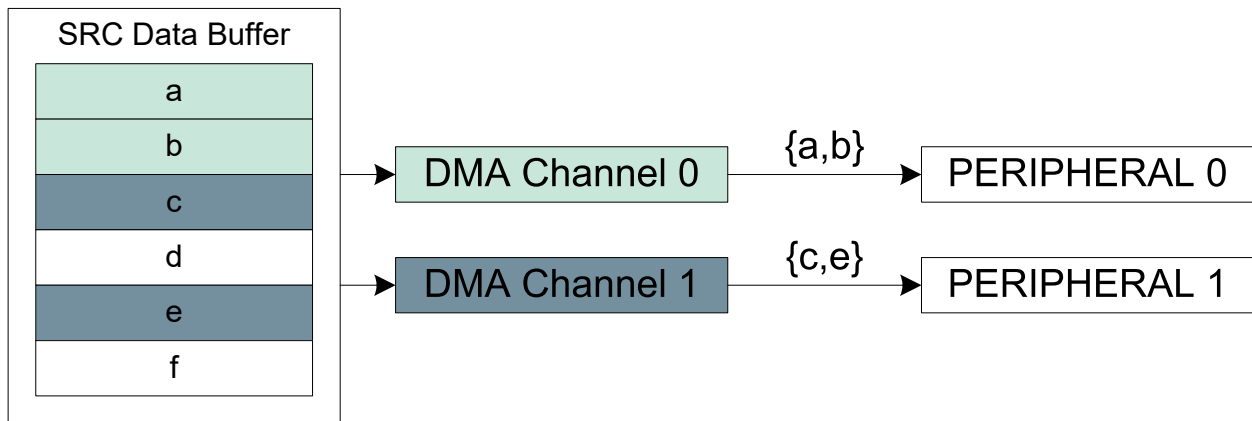 SRC Data Buffer
a
b
c
d
e
f
DMA Channel 0
{a,b}
PERIPHERAL 0
DMA Channel 1
{c,e}
PERIPHERAL 1